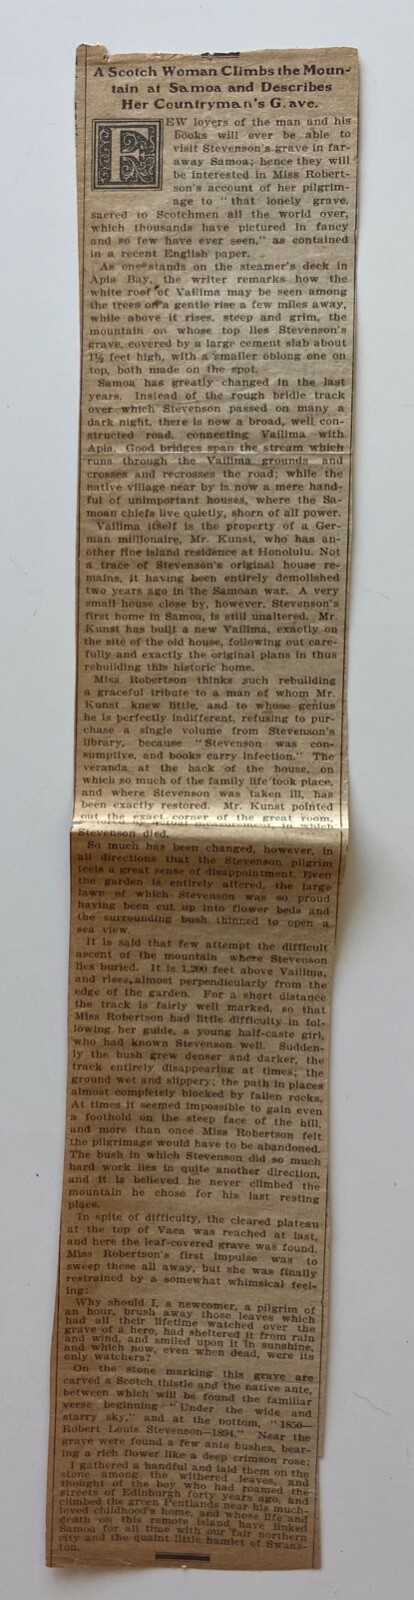 A Scotch Woman Climbs the Moun-
tain at Samoa and Describes
Her Countryman's G ave.
FEW lovers of the man and his
books will ever be able to
visit Stevenson's grave in far-
away Samoa; hence they will
be interested in Miss Robert-
son's account of her pilgrim-
age to "that lonely grave,
sacred to Scotchmen all the world over,
which thousands have pictured in fancy
and so few have ever seen," as contained
in a recent English paper.
As one stands on the steamer's deck in
Apia Bay, the writer remarks how the
white roof of Vailima may be seen among
the trees on a gentle rise a few miles away,
while above it rises, steep and grim, the
mountain on whose top lies Stevenson's
grave, covered by a large cement slab about
1½ feet high, with a smaller oblong one on
top, both made on the spot.
Samoa has greatly changed in the last
years. Instead of the rough bridle track
over which Stevenson passed on many a
dark night, there is now a broad, well con-
structed road, connecting Vailima with
Apia. Good bridges span the stream which
runs through the Vailima grounds and
crosses and recrosses the road; while the
native village near by is now a mere hand-
ful of unimportant houses, where the Sa-
moan chiefs live quietly, shorn of all power.
Vailima itself is the property of a Ger-
man millionaire, Mr. Kunst, who has an-
other fine island residence at Honolulu. Not
a trace of Stevenson's original house re-
mains, it having been entirely demolished
two years ago in the Samoan war. A very
small house close by, however, Stevenson's
first home in Samoa, is still unaltered. Mr.
Kunst has built a new Vailima, exactly on
the site of the old house, following out care-
fully and exactly the original plans in thus
rebuilding this historic home.
Miss Robertson thinks such rebuilding
a graceful tribute to a man of whom Mr.
Kunst knew little, and to whose genius
he is perfectly indifferent, refusing to pur-
chase a single volume from Stevenson's
library, because "Stevenson was con-
sumptive, and books carry infection." The
veranda at the back of the house, on
which so much of the family life took place,
and where Stevenson was taken ill, has
been exactly restored. Mr. Kunst pointed
out the exact corner of the great room,
measurement, in which
Stevenson died.
So much has been changed, however, in
all directions that the Stevenson pilgrim
feels a great sense of disappointment. Even
the garden is entirely altered, the large
lawn of which Stevenson was so proud
having been cut up into flower beds and
the surrounding bush thinned to open a
sea view.
It is said that few attempt the difficult
ascent of the mountain where Stevenson
lies buried. It is 1,200 feet above Vailima,
and rises almost perpendicularly from the
edge of the garden. For a short distance
the track is fairly well marked, so that
Miss Robertson had little difficulty in fol-
lowing her guide, a young half-caste girl,
who had known Stevenson well. Sudden-
ly the bush grew denser and darker, the
track entirely disappearing at times; the
ground wet and slippery; the path in places
almost completely blocked by fallen rocks.
At times it seemed impossible to gain even
a foothold on the steep face of the hill,
and more than once Miss Robertson felt
the pilgrimage would have to be abandoned.
The bush in which Stevenson did so much
hard work lies in quite another direction,
and it is believed he never climbed the
mountain he chose for his last resting
place.
In spite of difficulty, the cleared plateau
at the top of Vaea was reached at last,
and here the leaf-covered grave was found.
Miss Robertson's first impulse was to
sweep these all away, but she was finally
restrained by a somewhat whimsical feel-
ing:
Why should I, a newcomer, a pilgrim of
an hour, brush away those leaves which
had all their lifetime watched over the
grave of a hero, had sheltered it from rain
and wind, and smiled upon it in sunshine,
and which now, even when dead, were its
only watchers?
On the stone marking this grave are
carved a Scotch thistle and the native ante,
between which will be found the familiar
verse beginning "Under the wide and
starry sky," and at the bottom, "1850—
Robert Louis Stevenson—1894." Near the
grave were found a few ante bushes, bear-
ing a rich flower like a deep crimson rose:
I gathered a handful and laid them on the
stone among the withered leaves, and
thought of the boy who had roamed the
streets of Edinburgh forty years ago, and
climbed the green Pentlands near his much-
loved childhood's home, and whose life and
death on this remote island have linked
Samoa for all time with our fair northern
city and the quaint little hamlet of Swans-
ton.